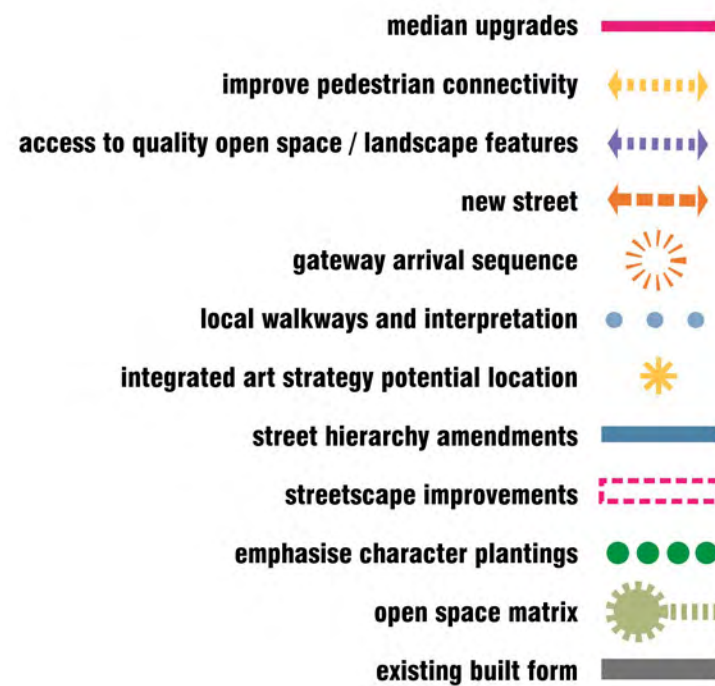 median upgrades
improve pedestrian connectivity
access to quality open space / landscape features
new street
gateway arrival sequence
local walkways and interpretation
integrated art strategy potential location
street hierarchy amendments
streetscape improvements
emphasise character plantings
open space matrix
existing built form